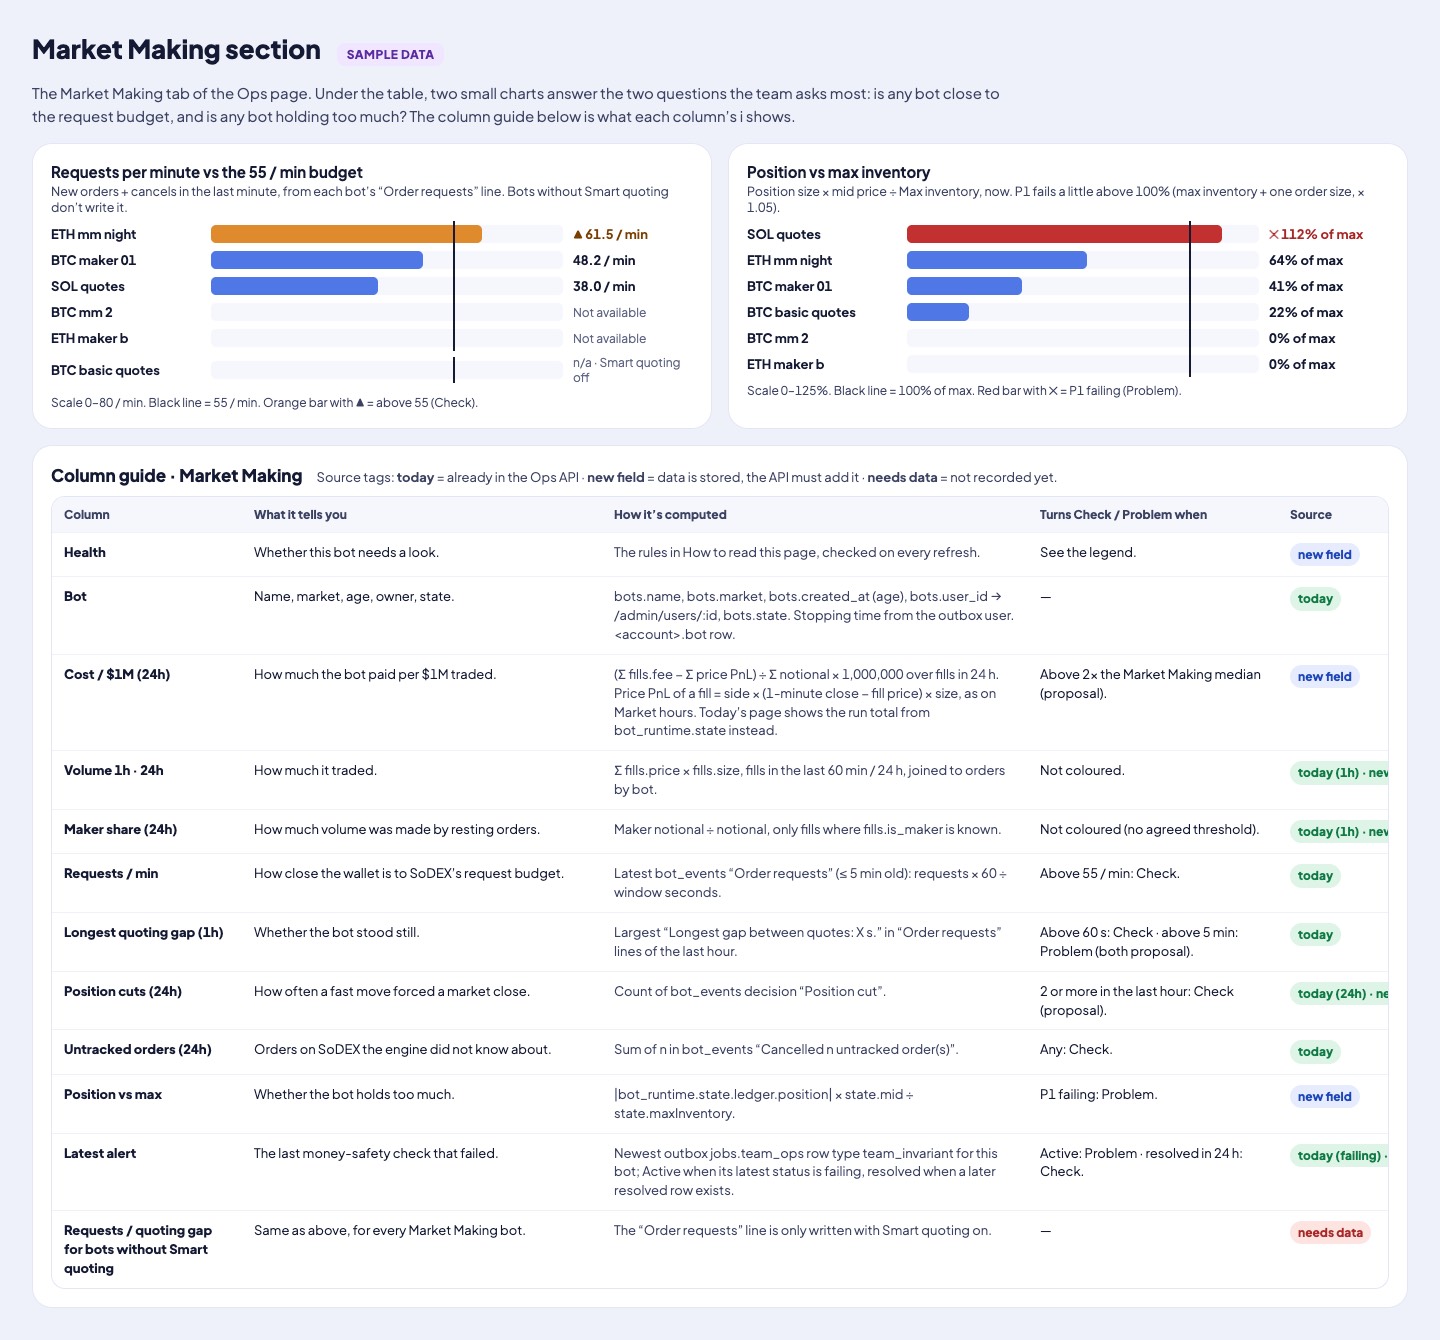 Market Making section
SAMPLE DATA
The Market Making tab of the Ops page. Under the table, two small charts answer the two questions the team asks most: is any bot close to
the request budget, and is any bot holding too much? The column guide below is what each column's i shows.
Requests per minute vs the 55 / min budget
New orders + cancels in the last minute, from each bot's “Order requests” line. Bots without Smart quoting
don't write it.
ETH mm night ▲ 61.5 / min
BTC maker 01 48.2 / min
SOL quotes 38.0 / min
BTC mm 2 Not available
ETH maker b Not available
BTC basic quotes n/a · Smart quoting
off
Scale 0–80 / min. Black line = 55 / min. Orange bar with ▲ = above 55 (Check).
Position vs max inventory
Position size × mid price ÷ Max inventory, now. P1 fails a little above 100% (max inventory + one order size, ×
1.05).
SOL quotes ✕ 112% of max
ETH mm night 64% of max
BTC maker 01 41% of max
BTC basic quotes 22% of max
BTC mm 2 0% of max
ETH maker b 0% of max
Scale 0–125%. Black line = 100% of max. Red bar with ✕ = P1 failing (Problem).
Column guide · Market Making
Source tags: today = already in the Ops API · new field = data is stored, the API must add it · needs data = not recorded yet.
Column What it tells you How it's computed Turns Check / Problem when Source
Health Whether this bot needs a look. The rules in How to read this page, checked on every refresh. See the legend. new field
Bot Name, market, age, owner, state. bots.name, bots.market, bots.created_at (age), bots.user_id → — today
/admin/users/:id, bots.state. Stopping time from the outbox user.
<account>.bot row.
Cost / $1M (24h) How much the bot paid per $1M traded. (Σ fills.fee − Σ price PnL) ÷ Σ notional × 1,000,000 over fills in 24 h. Above 2× the Market Making median new field
Price PnL of a fill = side × (1-minute close − fill price) × size, as on (proposal).
Market hours. Today's page shows the run total from
bot_runtime.state instead.
Volume 1h · 24h How much it traded. Σ fills.price × fills.size, fills in the last 60 min / 24 h, joined to orders Not coloured. today (1h) · new
by bot.
Maker share (24h) How much volume was made by resting orders. Maker notional ÷ notional, only fills where fills.is_maker is known. Not coloured (no agreed threshold). today (1h) · new
Requests / min How close the wallet is to SoDEX's request budget. Latest bot_events “Order requests” (≤ 5 min old): requests × 60 ÷ Above 55 / min: Check. today
window seconds.
Longest quoting gap (1h) Whether the bot stood still. Largest “Longest gap between quotes: X s.” in “Order requests” Above 60 s: Check · above 5 min: today
lines of the last hour. Problem (both proposal).
Position cuts (24h) How often a fast move forced a market close. Count of bot_events decision “Position cut”. 2 or more in the last hour: Check today (24h) · ne
(proposal).
Untracked orders (24h) Orders on SoDEX the engine did not know about. Sum of n in bot_events “Cancelled n untracked order(s)”. Any: Check. today
Position vs max Whether the bot holds too much. |bot_runtime.state.ledger.position| × state.mid ÷ P1 failing: Problem. new field
state.maxInventory.
Latest alert The last money-safety check that failed. Newest outbox jobs.team_ops row type team_invariant for this Active: Problem · resolved in 24 h: today (failing) ·
bot; Active when its latest status is failing, resolved when a later Check.
resolved row exists.
Requests / quoting gap Same as above, for every Market Making bot. The “Order requests” line is only written with Smart quoting on. — needs data
for bots without Smart
quoting